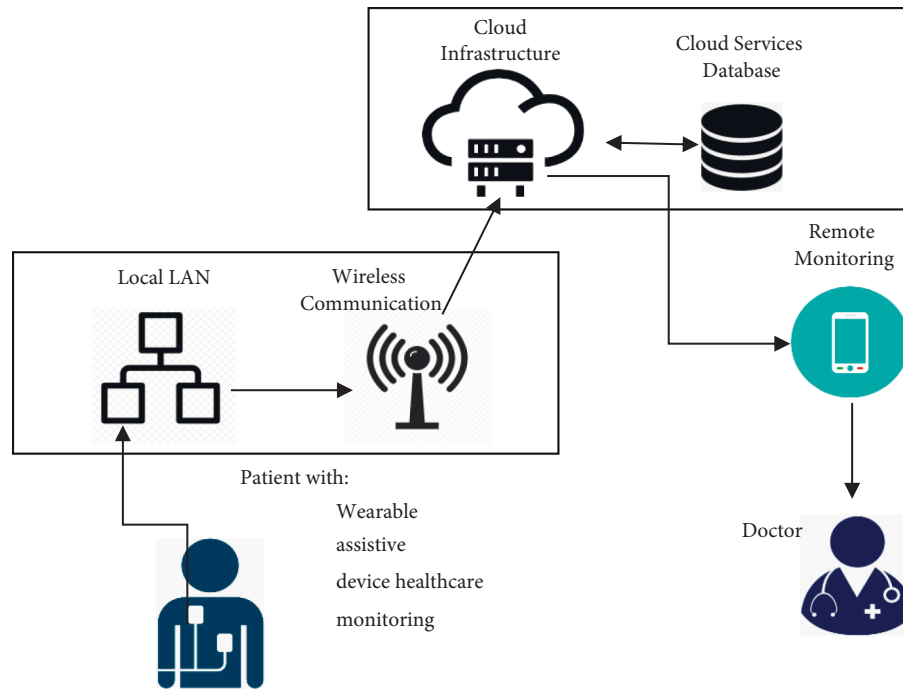 Cloud
Infrastructure
Cloud Services
Database
Remote
Monitoring
Local LAN
Wireless
Communication
Patient with:
Wearable
assistive
device healthcare
monitoring
Doctor